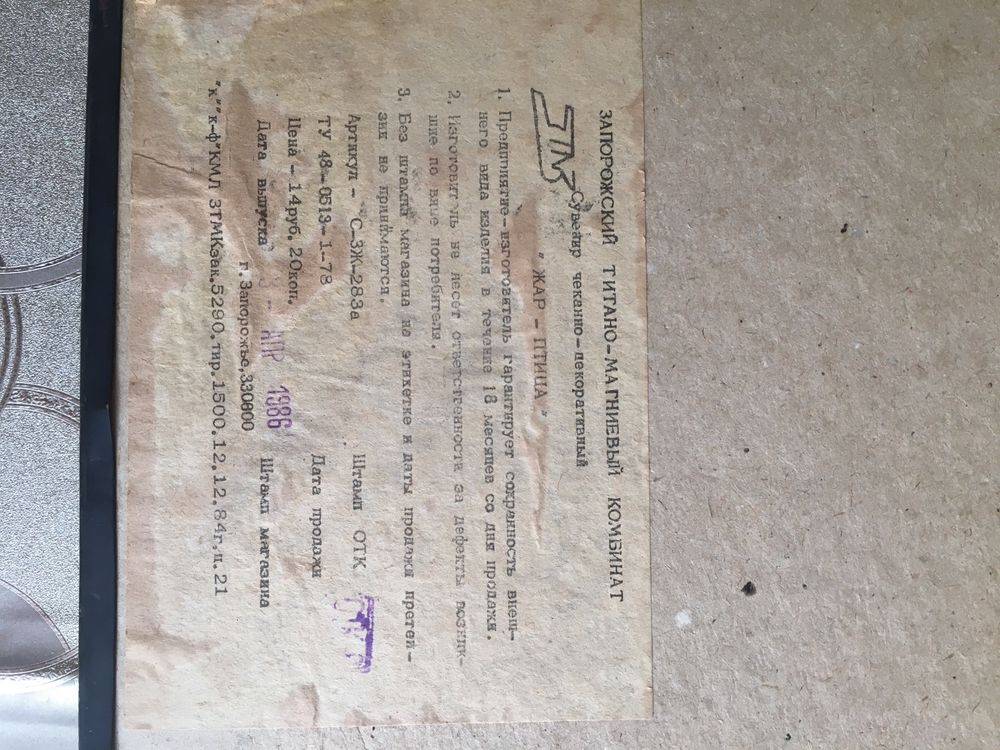 ЗАПОРОЖСКИЙ ТИТАНО-МАГНИЕВЫЙ КОМБИНАТ
Сувенир чеканно-декоративный
" ЖАР - ПТИЦА "
1. Предприятие-изготовитель гарантирует сохранность внеш-
него вида изделия в течение 18 месяцев со дня продажи.
2. Изготовитель не несет ответственности за дефекты возник-
шие по вине потребителя.
3. Без штампа магазина на этикетке и даты продажи претен-
зии не принимаются.
Артикул - С-ЗЖ-283а Штамп ОТК
ТУ 48-0513-1-78 Дата продажи
Цена - 14руб. 20коп.
Дата выпуска АПР 1986 Штамп магазина
г.Запорожье,330600
"к""к-ф"КМЛ ЗТМКзак.5290.тир.1500.12.12.84г.п.21